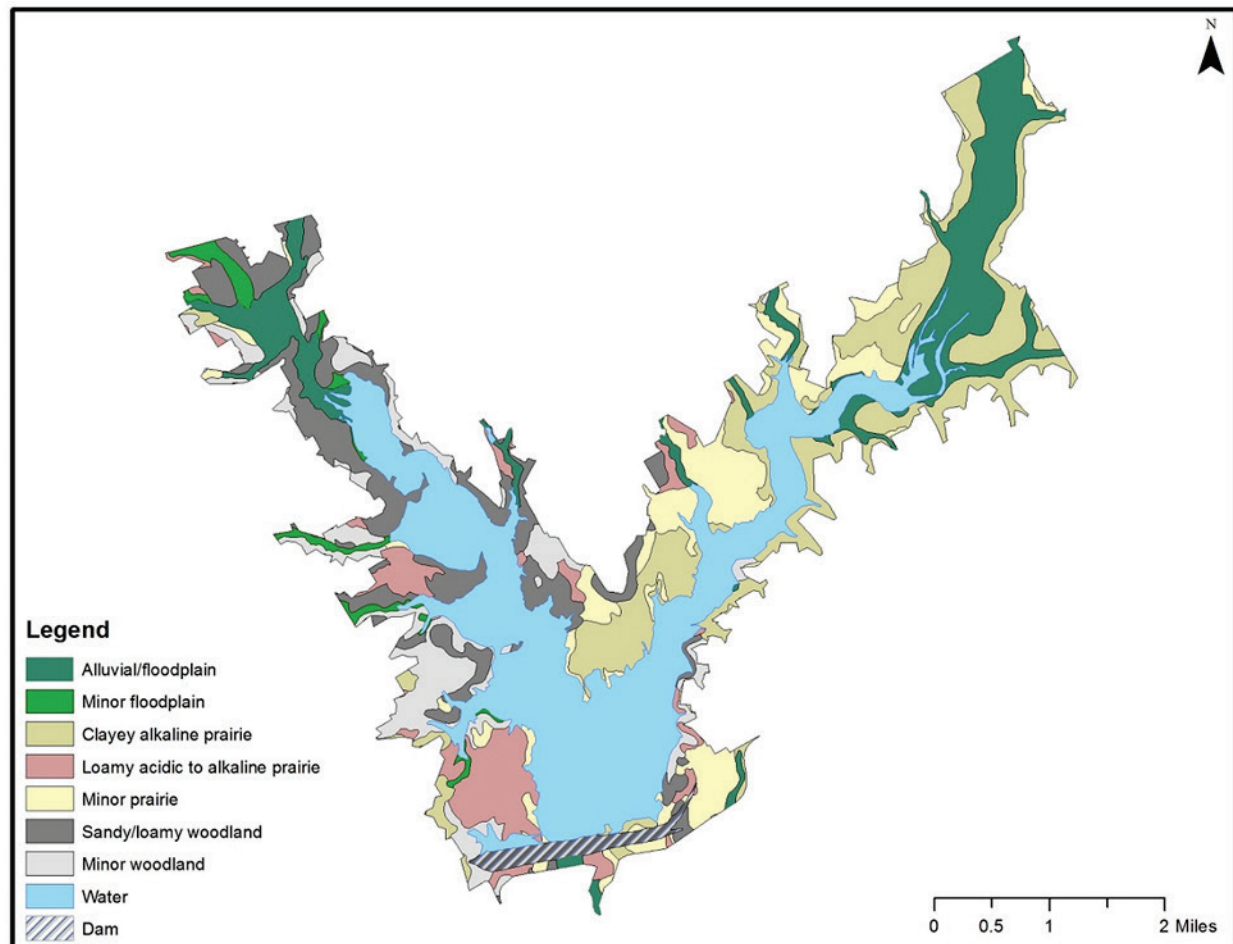 N
Legend
Alluvial/floodplain
Minor floodplain
Clayey alkaline prairie
Loamy acidic to alkaline prairie
Minor prairie
Sandy/loamy woodland
Minor woodland
Water
Dam
0 0.5 1 2 Miles